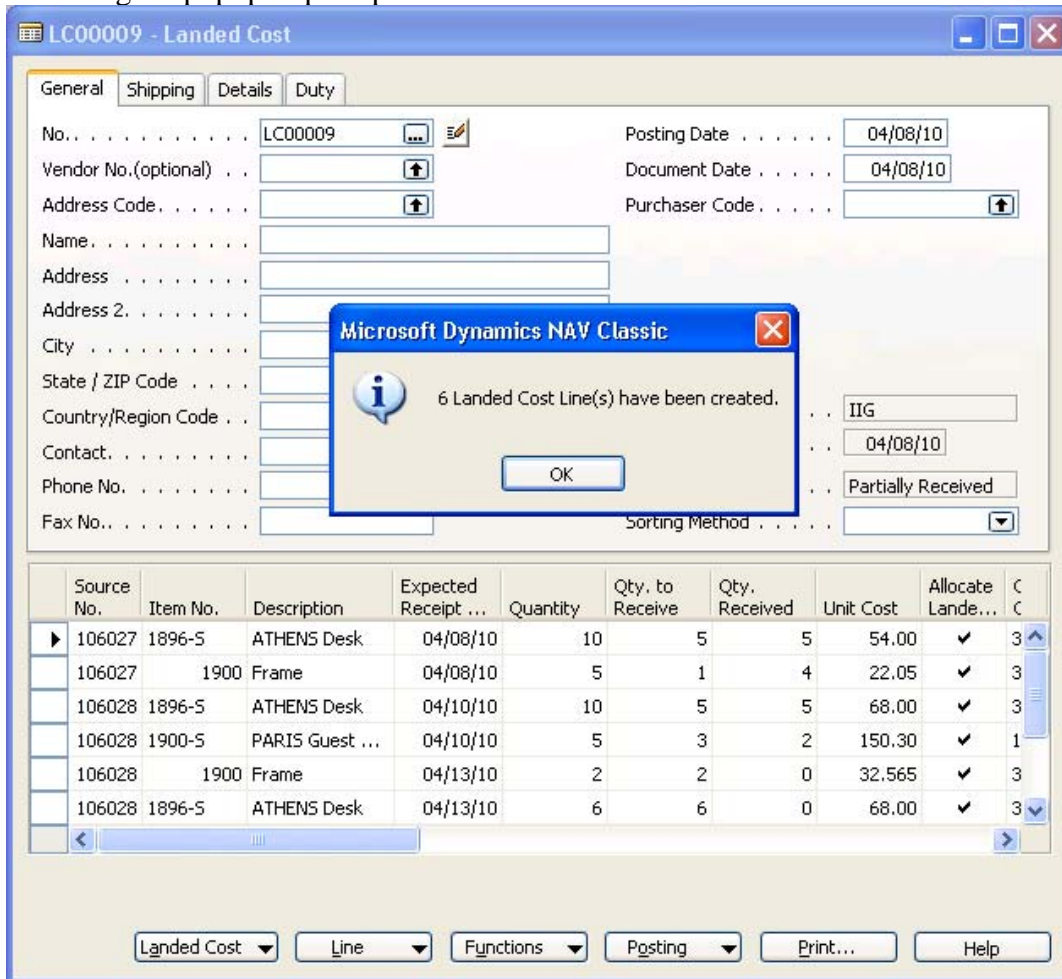 LC00009 - Landed Cost
General Shipping Details Duty
No. . . . . . . . . . . . LC00009 ... Posting Date . . . . . . 04/08/10
Vendor No.(optional) . . Document Date . . . . . 04/08/10
Address Code. . . . . . Purchaser Code. . . . .
Name. . . . . . . . . . .
Address . . . . . . . .
Address 2. . . . . . . .
City . . . . . . . . . .
State / ZIP Code . . . .
Country/Region Code . . . . IIG
Contact. . . . . . . . . . . 04/08/10
Phone No. . . . . . . . . . Partially Received
Fax No.. . . . . . . . . Sorting Method . . . . .
Microsoft Dynamics NAV Classic
6 Landed Cost Line(s) have been created.
OK
Source No. Item No. Description Expected Receipt ... Quantity Qty. to Receive Qty. Received Unit Cost Allocate Lande...
106027 1896-S ATHENS Desk 04/08/10 10 5 5 54.00 ✔ 3
106027 1900 Frame 04/08/10 5 1 4 22.05 ✔ 3
106028 1896-S ATHENS Desk 04/10/10 10 5 5 68.00 ✔ 3
106028 1900-S PARIS Guest ... 04/10/10 5 3 2 150.30 ✔ 1
106028 1900 Frame 04/13/10 2 2 0 32.565 ✔ 3
106028 1896-S ATHENS Desk 04/13/10 6 6 0 68.00 ✔ 3
Landed Cost Line Functions Posting Print... Help